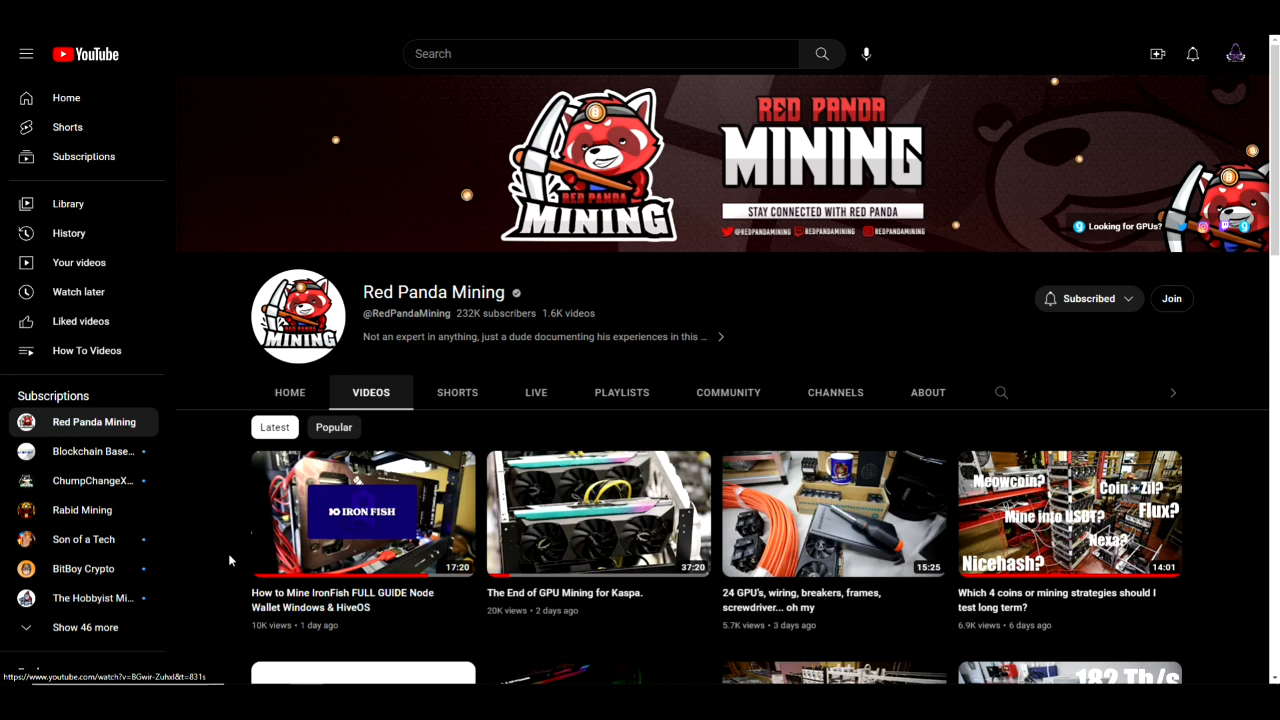 YouTube
Search
Home
Shorts
Subscriptions
Library
History
Your videos
Watch later
Liked videos
How To Videos
Subscriptions
Red Panda Mining
Blockchain Base...
ChumpChangeX...
Rabid Mining
Son of a Tech
BitBoy Crypto
The Hobbyist Mi...
Show 46 more
https://www.youtube.com/watch?v=BGwir-Zuhxl&t=831s
RED PANDA
MINING
RED PANDA
MINING
STAY CONNECTED WITH RED PANDA
@REDPANDAMINING REDPANDAMINING REDPANDAMINING
Looking for GPUs?
RED PANDA
MINING
Red Panda Mining
@RedPandaMining 232K subscribers 1.6K videos
Not an expert in anything, just a dude documenting his experiences in this ...
Subscribed
Join
HOME VIDEOS SHORTS LIVE PLAYLISTS COMMUNITY CHANNELS ABOUT
Latest Popular
IRON FISH
17:20
How to Mine IronFish FULL GUIDE Node
Wallet Windows & HiveOS
10K views • 1 day ago
37:20
The End of GPU Mining for Kaspa.
20K views • 2 days ago
15:25
24 GPU's, wiring, breakers, frames,
screwdriver... oh my
5.7K views • 3 days ago
Meowcoin?
Coin + Zil?
Mine into USDT?
Flux?
Nexa?
Nicehash?
14:01
Which 4 coins or mining strategies should I
test long term?
6.9K views • 6 days ago
182 Th/s